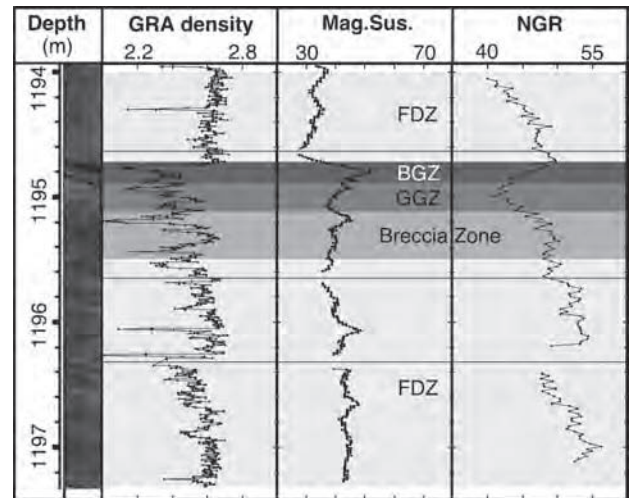 Depth GRA density Mag.Sus. NGR
(m) 2.2 2.8 30 70 40 55
1194
FDZ
BGZ
1195
GGZ
Breccia Zone
1196
FDZ
1197